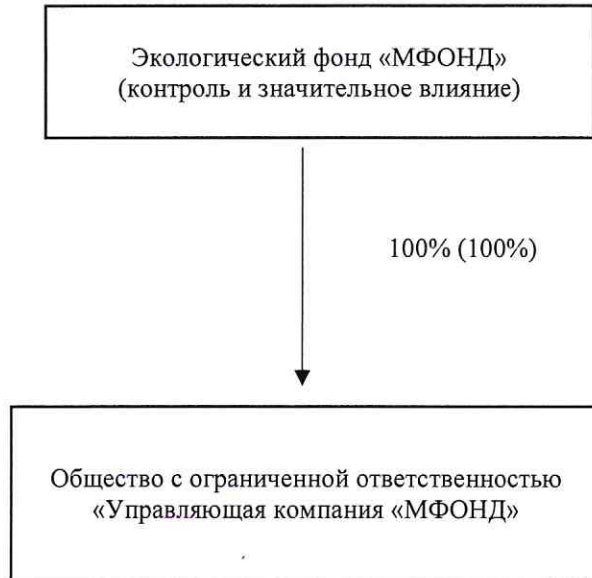 Экологический фонд «МФОНД»
(контроль и значительное влияние)
100% (100%)
Общество с ограниченной ответственностью
«Управляющая компания «МФОНД»